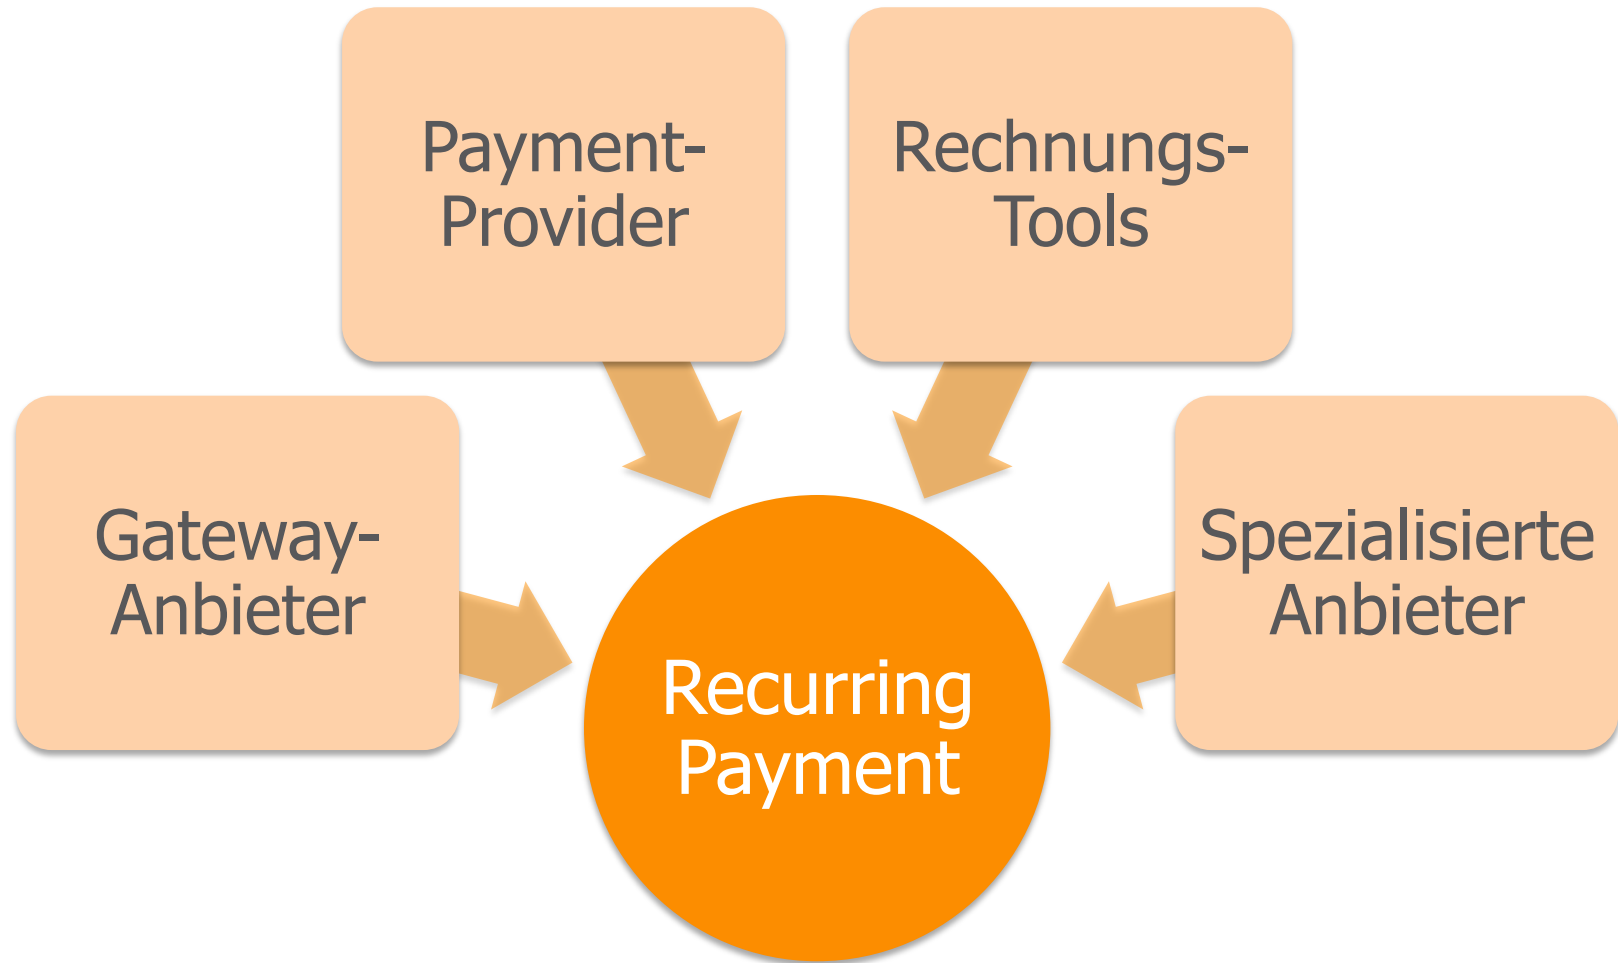 Payment-
Provider
Rechnungs-
Tools
Gateway-
Anbieter
Spezialisierte
Anbieter
Recurring
Payment